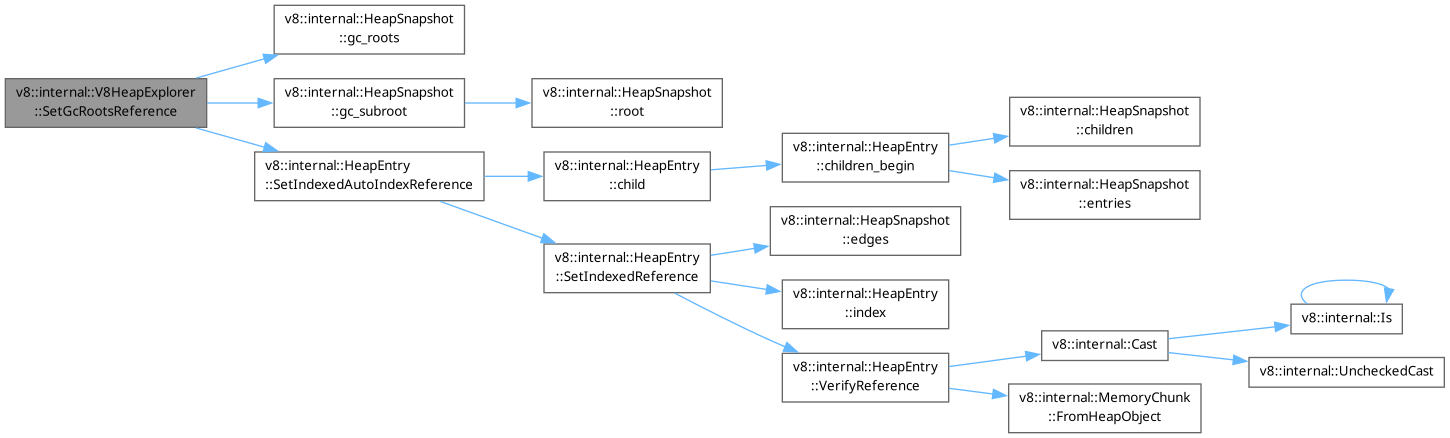 v8::internal::V8HeapExplorer
::SetGcRootsReference
v8::internal::HeapSnapshot
::gc_roots
v8::internal::HeapSnapshot
::gc_subroot
v8::internal::HeapSnapshot
::root
v8::internal::HeapEntry
::SetIndexedAutoIndexReference
v8::internal::HeapEntry
::child
v8::internal::HeapEntry
::children_begin
v8::internal::HeapSnapshot
::children
v8::internal::HeapSnapshot
::entries
v8::internal::HeapEntry
::SetIndexedReference
v8::internal::HeapSnapshot
::edges
v8::internal::HeapEntry
::index
v8::internal::HeapEntry
::VerifyReference
v8::internal::Cast
v8::internal::Is
v8::internal::UncheckedCast
v8::internal::MemoryChunk
::FromHeapObject